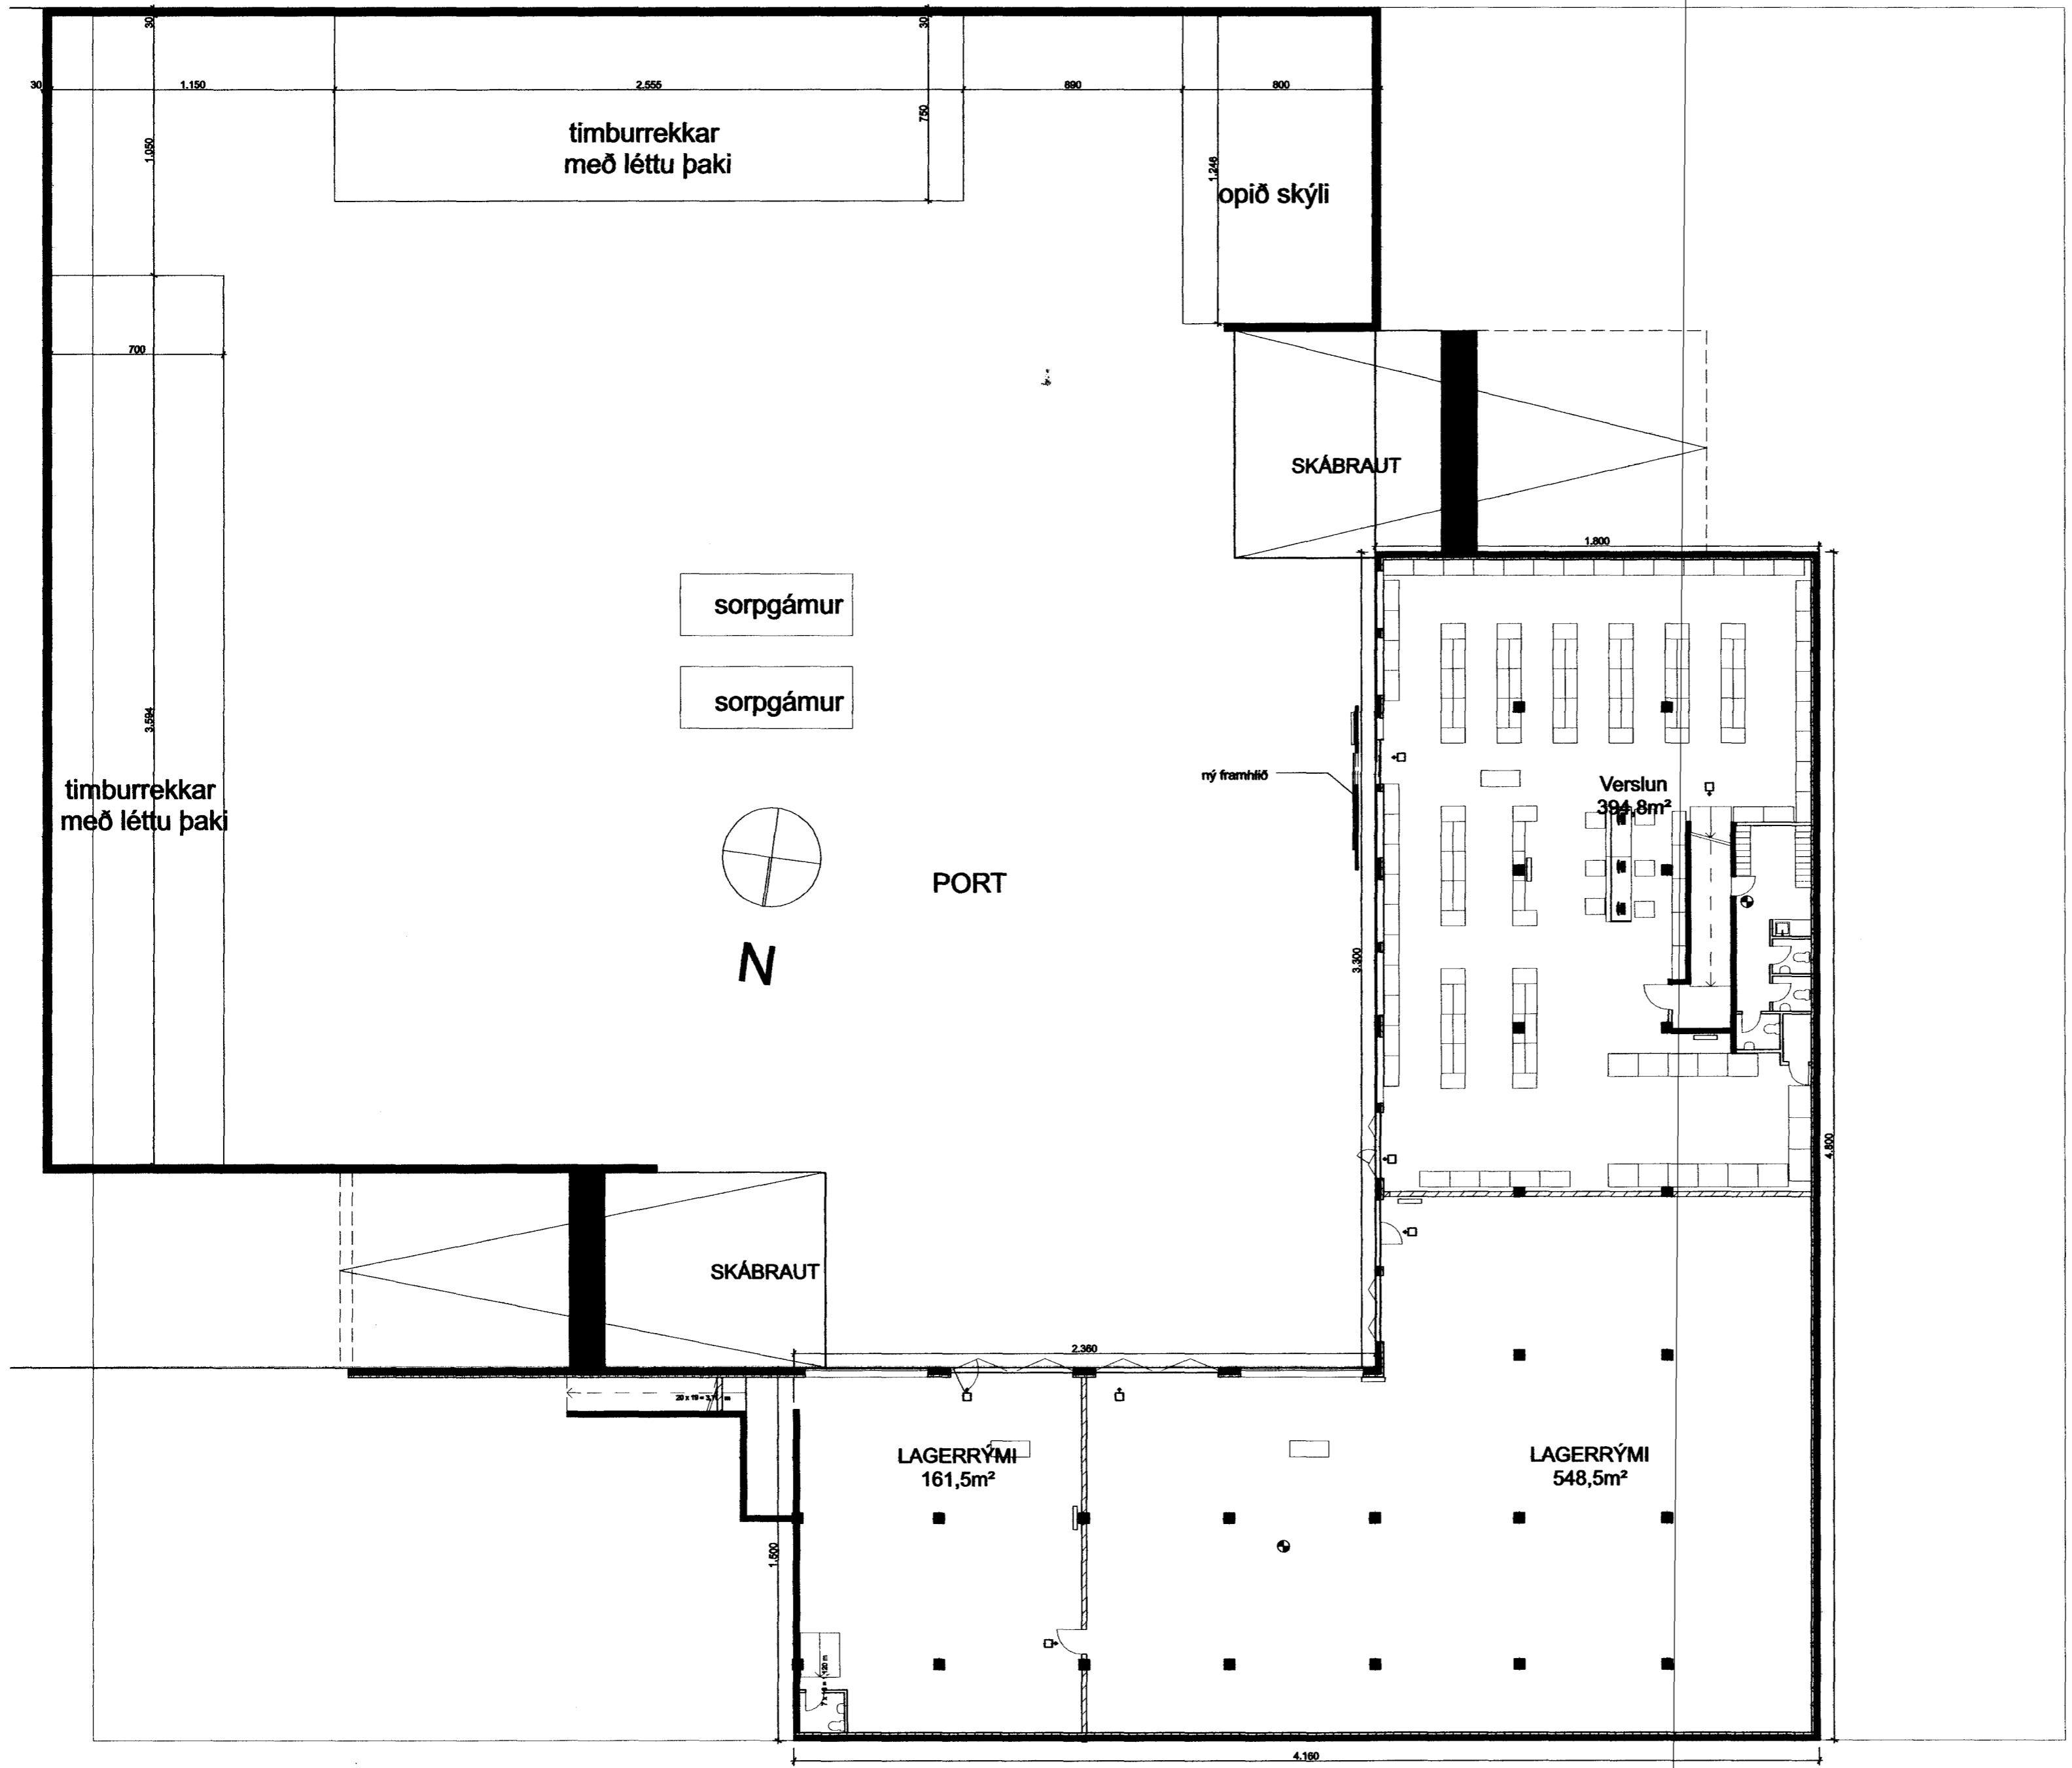 30
30
30
1.150
2.555
890
800
750
1.050
1.246
timburrekkar
með léttu þaki
opið skýli
700
SKÁBRAUT
1.800
sorpgámur
sorpgámur
3.594
ný framhlið
Verslun
394,8m²
timburrekkar
með léttu þaki
PORT
N
3.300
4.800
SKÁBRAUT
2.360
LAGERRÝMI
161,5m²
LAGERRÝMI
548,5m²
1.500
4.160